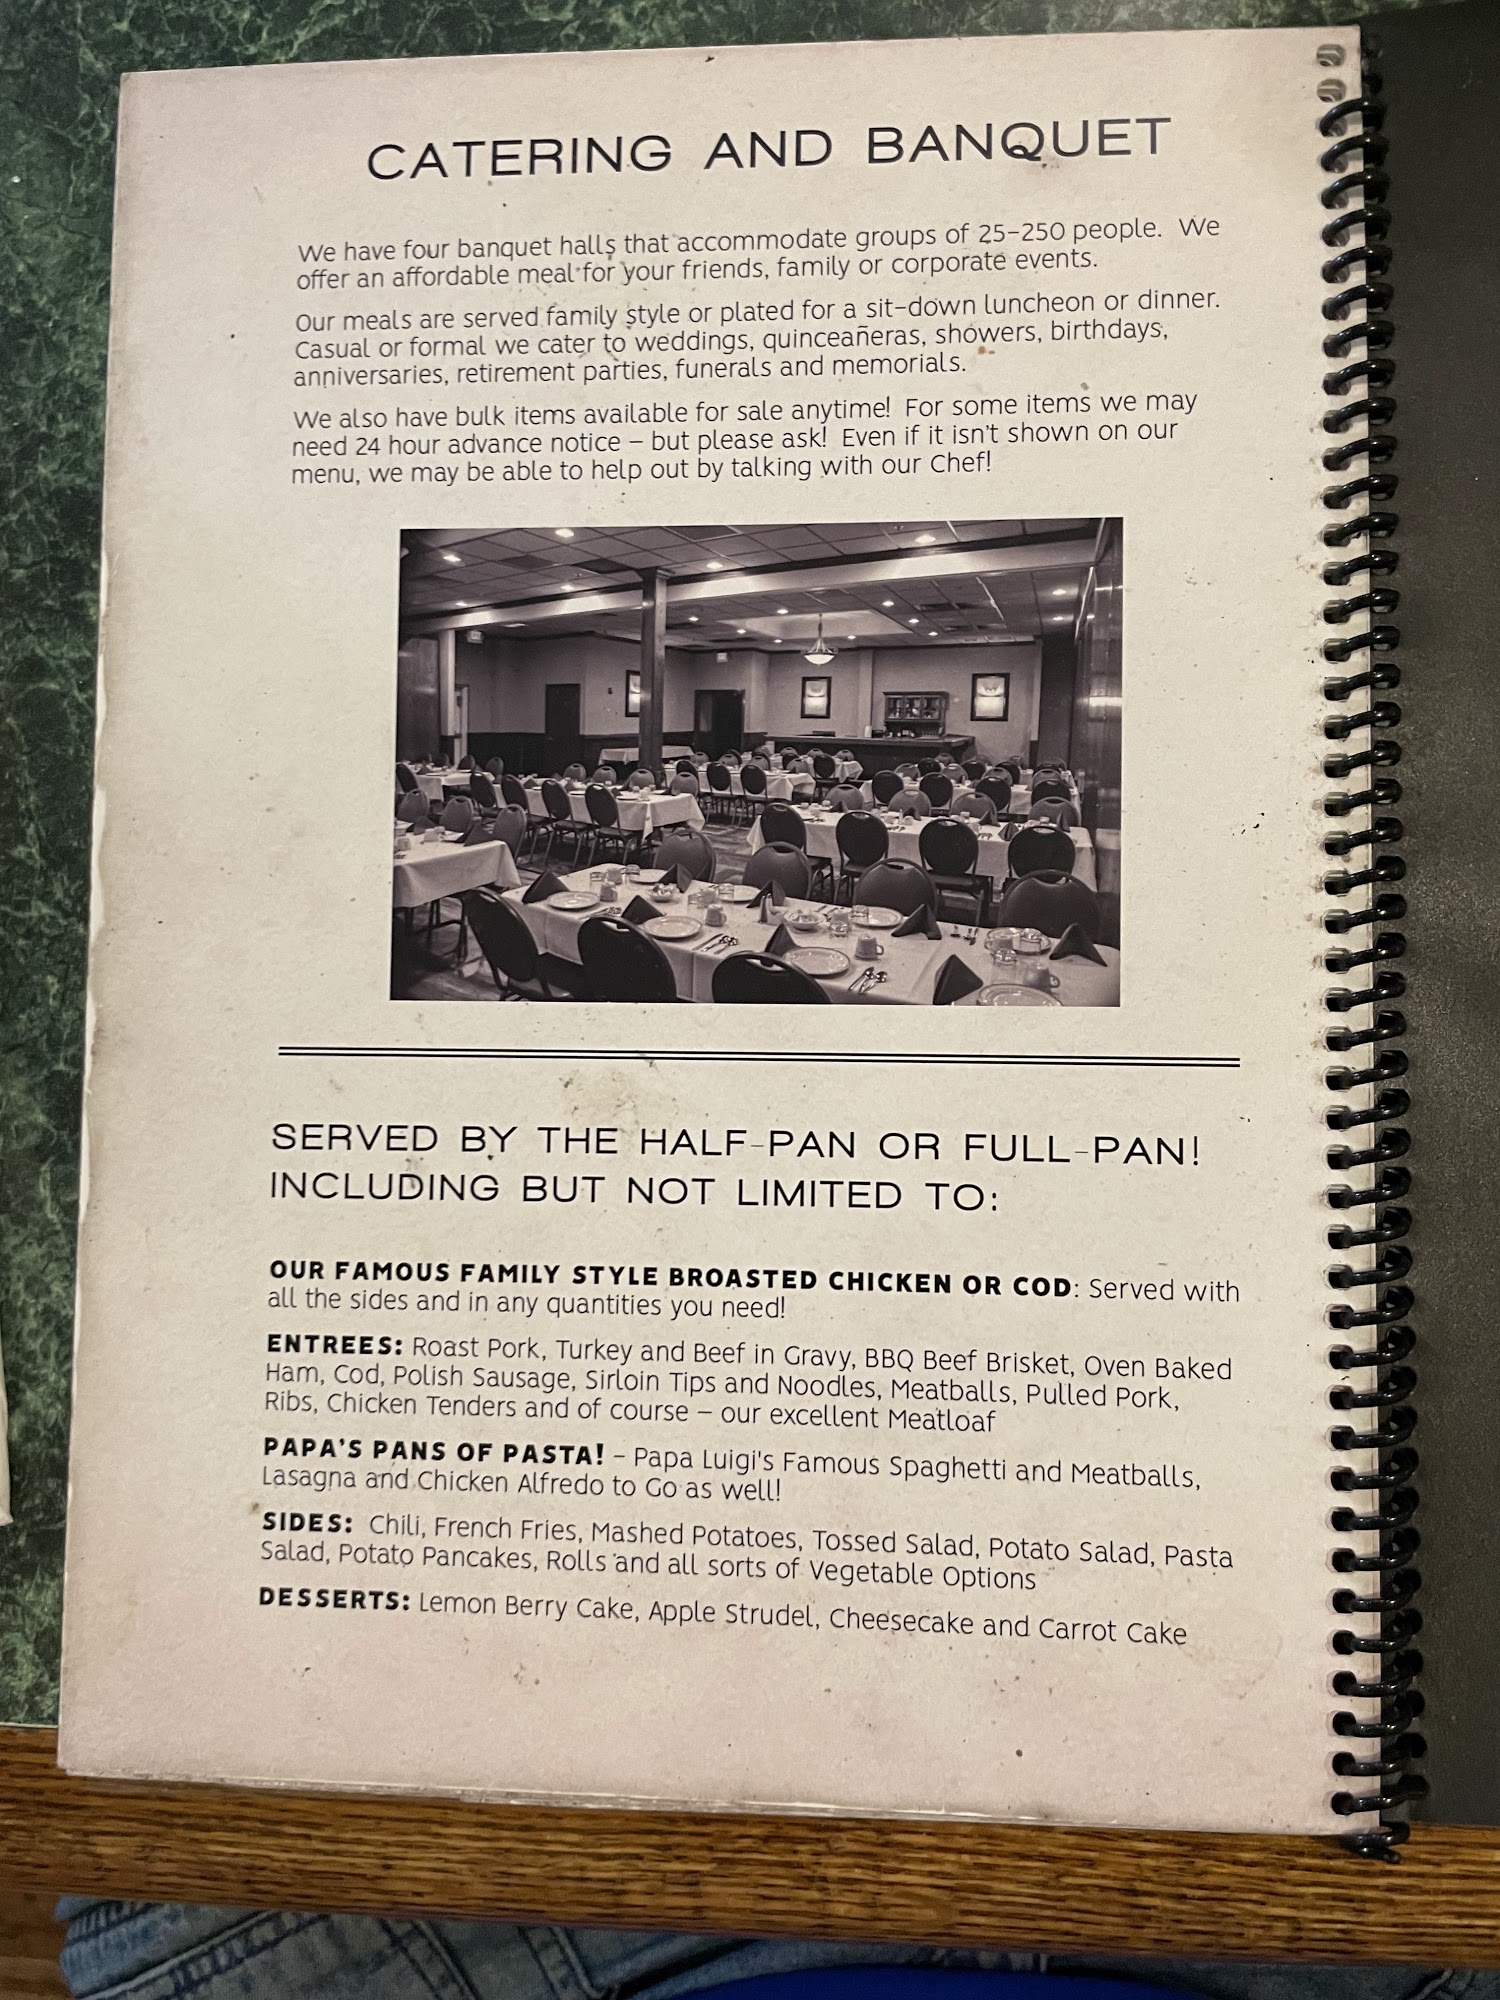 CATERING AND BANQUET
We have four banquet halls that accommodate groups of 25-250 people. We
offer an affordable meal for your friends, family or corporate events.
Our meals are served family style or plated for a sit-down luncheon or dinner.
Casual or formal we cater to weddings, quinceañeras, showers, birthdays,
anniversaries, retirement parties, funerals and memorials.
We also have bulk items available for sale anytime! For some items we may
need 24 hour advance notice – but please ask! Even if it isn't shown on our
menu, we may be able to help out by talking with our Chef!
SERVED BY THE HALF-PAN OR FULL-PAN!
INCLUDING BUT NOT LIMITED TO:
OUR FAMOUS FAMILY STYLE BROASTED CHICKEN OR COD: Served with
all the sides and in any quantities you need!
ENTREES: Roast Pork, Turkey and Beef in Gravy, BBQ Beef Brisket, Oven Baked
Ham, Cod, Polish Sausage, Sirloin Tips and Noodles, Meatballs, Pulled Pork,
Ribs, Chicken Tenders and of course – our excellent Meatloaf
PAPA'S PANS OF PASTA! – Papa Luigi's Famous Spaghetti and Meatballs,
Lasagna and Chicken Alfredo to Go as well!
SIDES: Chili, French Fries, Mashed Potatoes, Tossed Salad, Potato Salad, Pasta
Salad, Potato Pancakes, Rolls and all sorts of Vegetable Options
DESSERTS: Lemon Berry Cake, Apple Strudel, Cheesecake and Carrot Cake